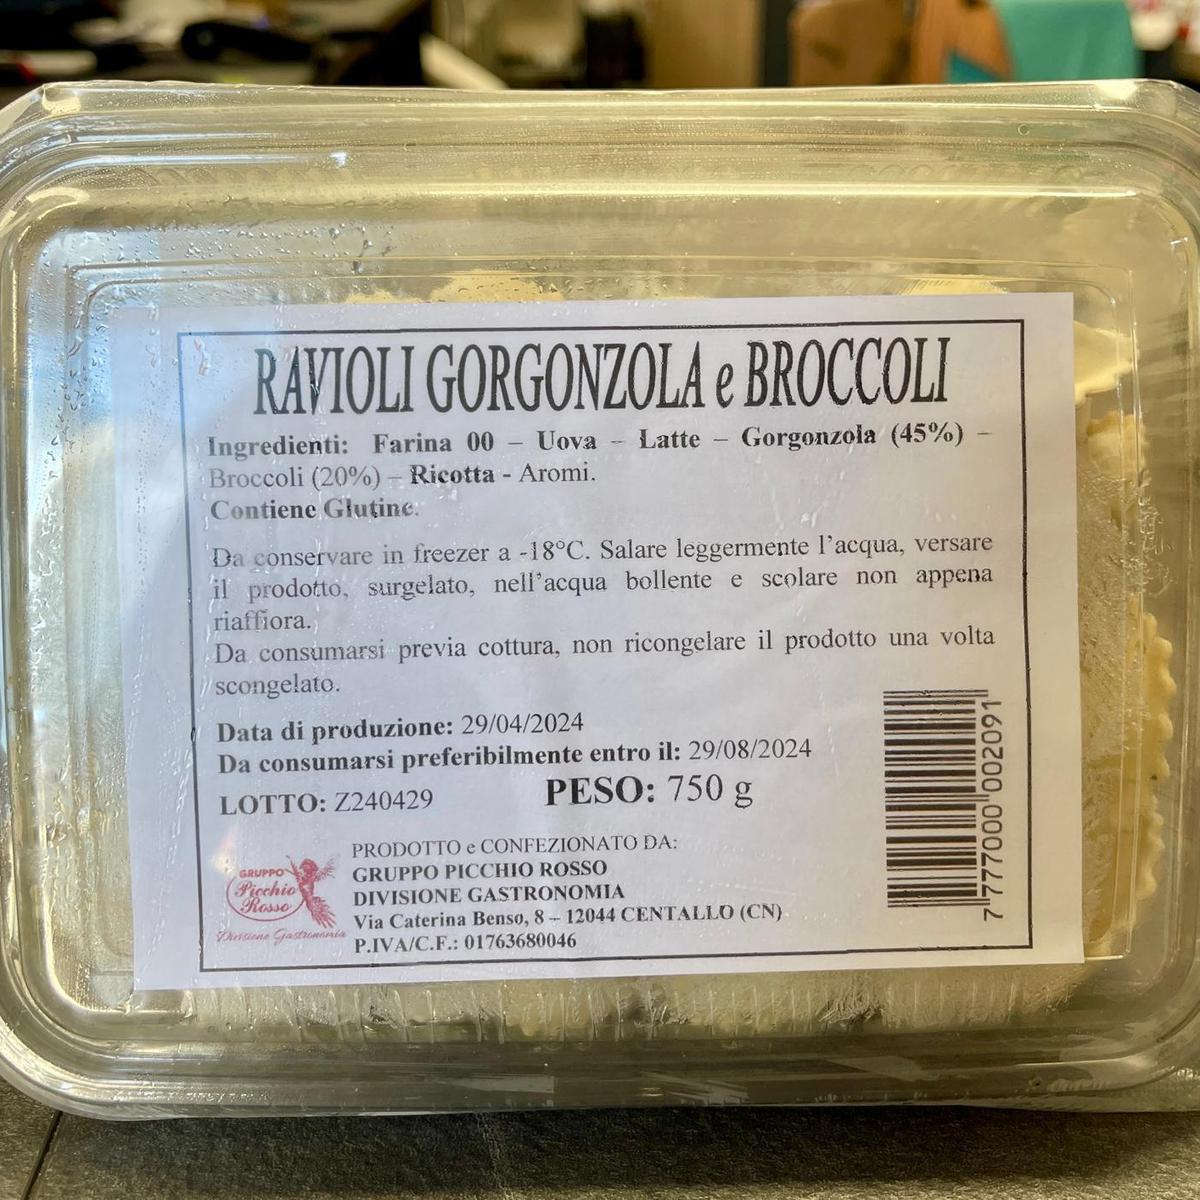 RAVIOLI GORGONZOLA e BROCCOLI
Ingredienti: Farina 00 – Uova – Latte – Gorgonzola (45%) –
Broccoli (20%) – Ricotta - Aromi.
Contiene Glutine.
Da conservare in freezer a -18°C. Salare leggermente l'acqua, versare
il prodotto, surgelato, nell'acqua bollente e scolare non appena
riaffiora.
Da consumarsi previa cottura, non ricongelare il prodotto una volta
scongelato.
Data di produzione: 29/04/2024
Da consumarsi preferibilmente entro il: 29/08/2024
LOTTO: Z240429 PESO: 750 g
7 777000 002091
GRUPPO
Picchio
Rosso
Divisione Gastronomia
PRODOTTO e CONFEZIONATO DA:
GRUPPO PICCHIO ROSSO
DIVISIONE GASTRONOMIA
Via Caterina Benso, 8 – 12044 CENTALLO (CN)
P.IVA/C.F.: 01763680046